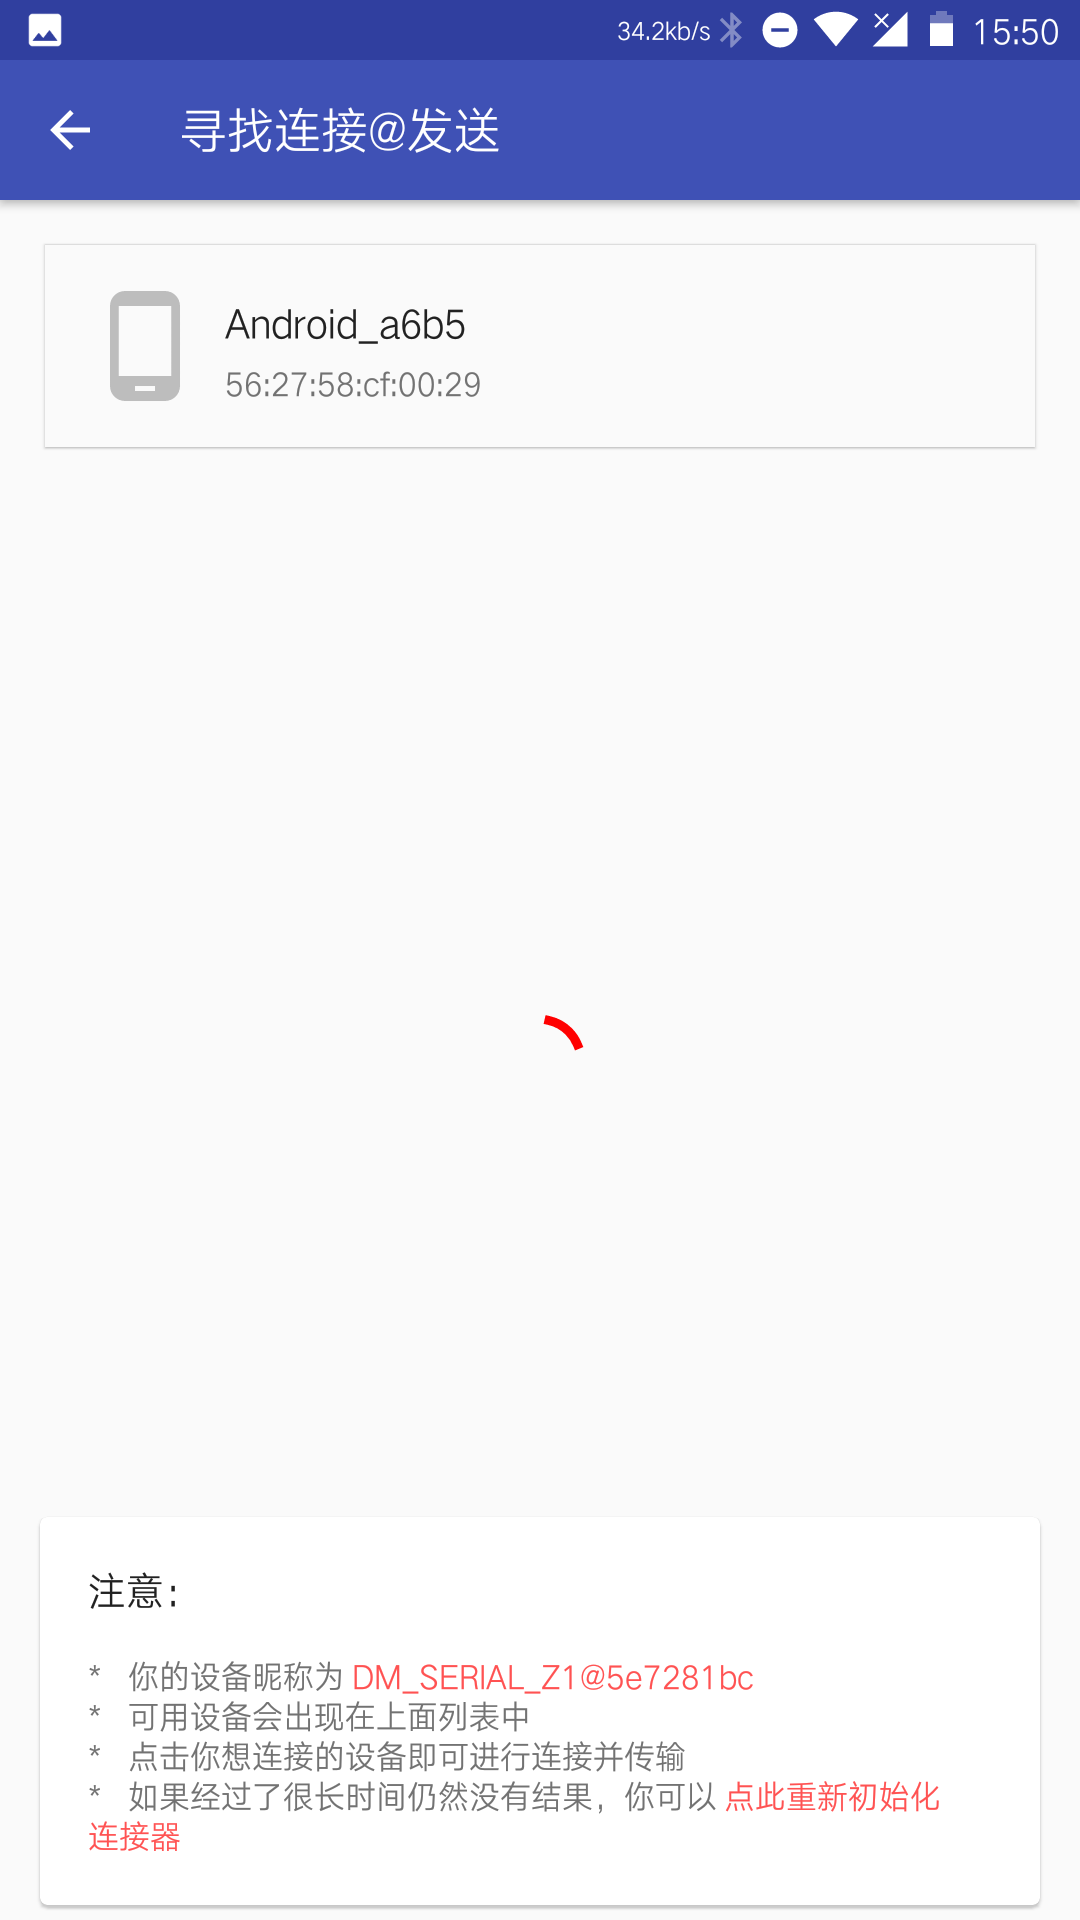 34.2kb/s 15:50
寻找连接@发送
Android_a6b5
56:27:58:cf:00:29
注意：
* 你的设备昵称为 DM_SERIAL_Z1@5e7281bc
* 可用设备会出现在上面列表中
* 点击你想连接的设备即可进行连接并传输
* 如果经过了很长时间仍然没有结果，你可以 点此重新初始化
连接器